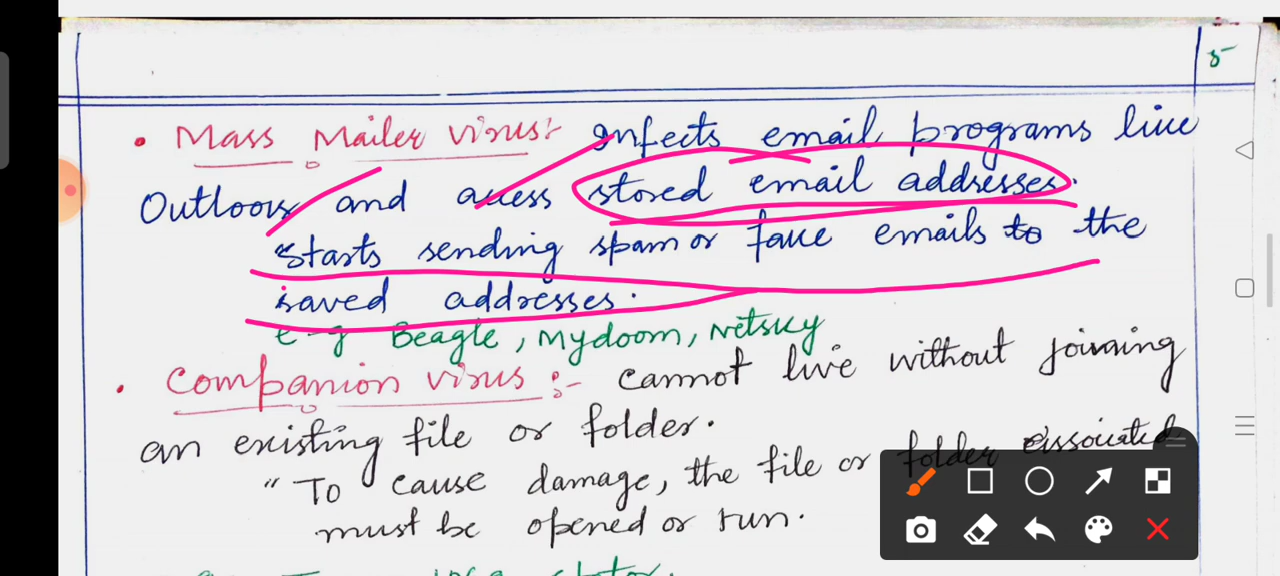 5
• Mass Mailer virus:- Infects email programs like
Outlook and access stored email addresses.
"starts sending spam or fake emails to the
saved addresses.
e-g Beagle, Mydoom, Netsky
• Companion virus :- cannot live without joinning
an existing file or folder.
" To cause damage, the file or folder associated
must be opened or run.